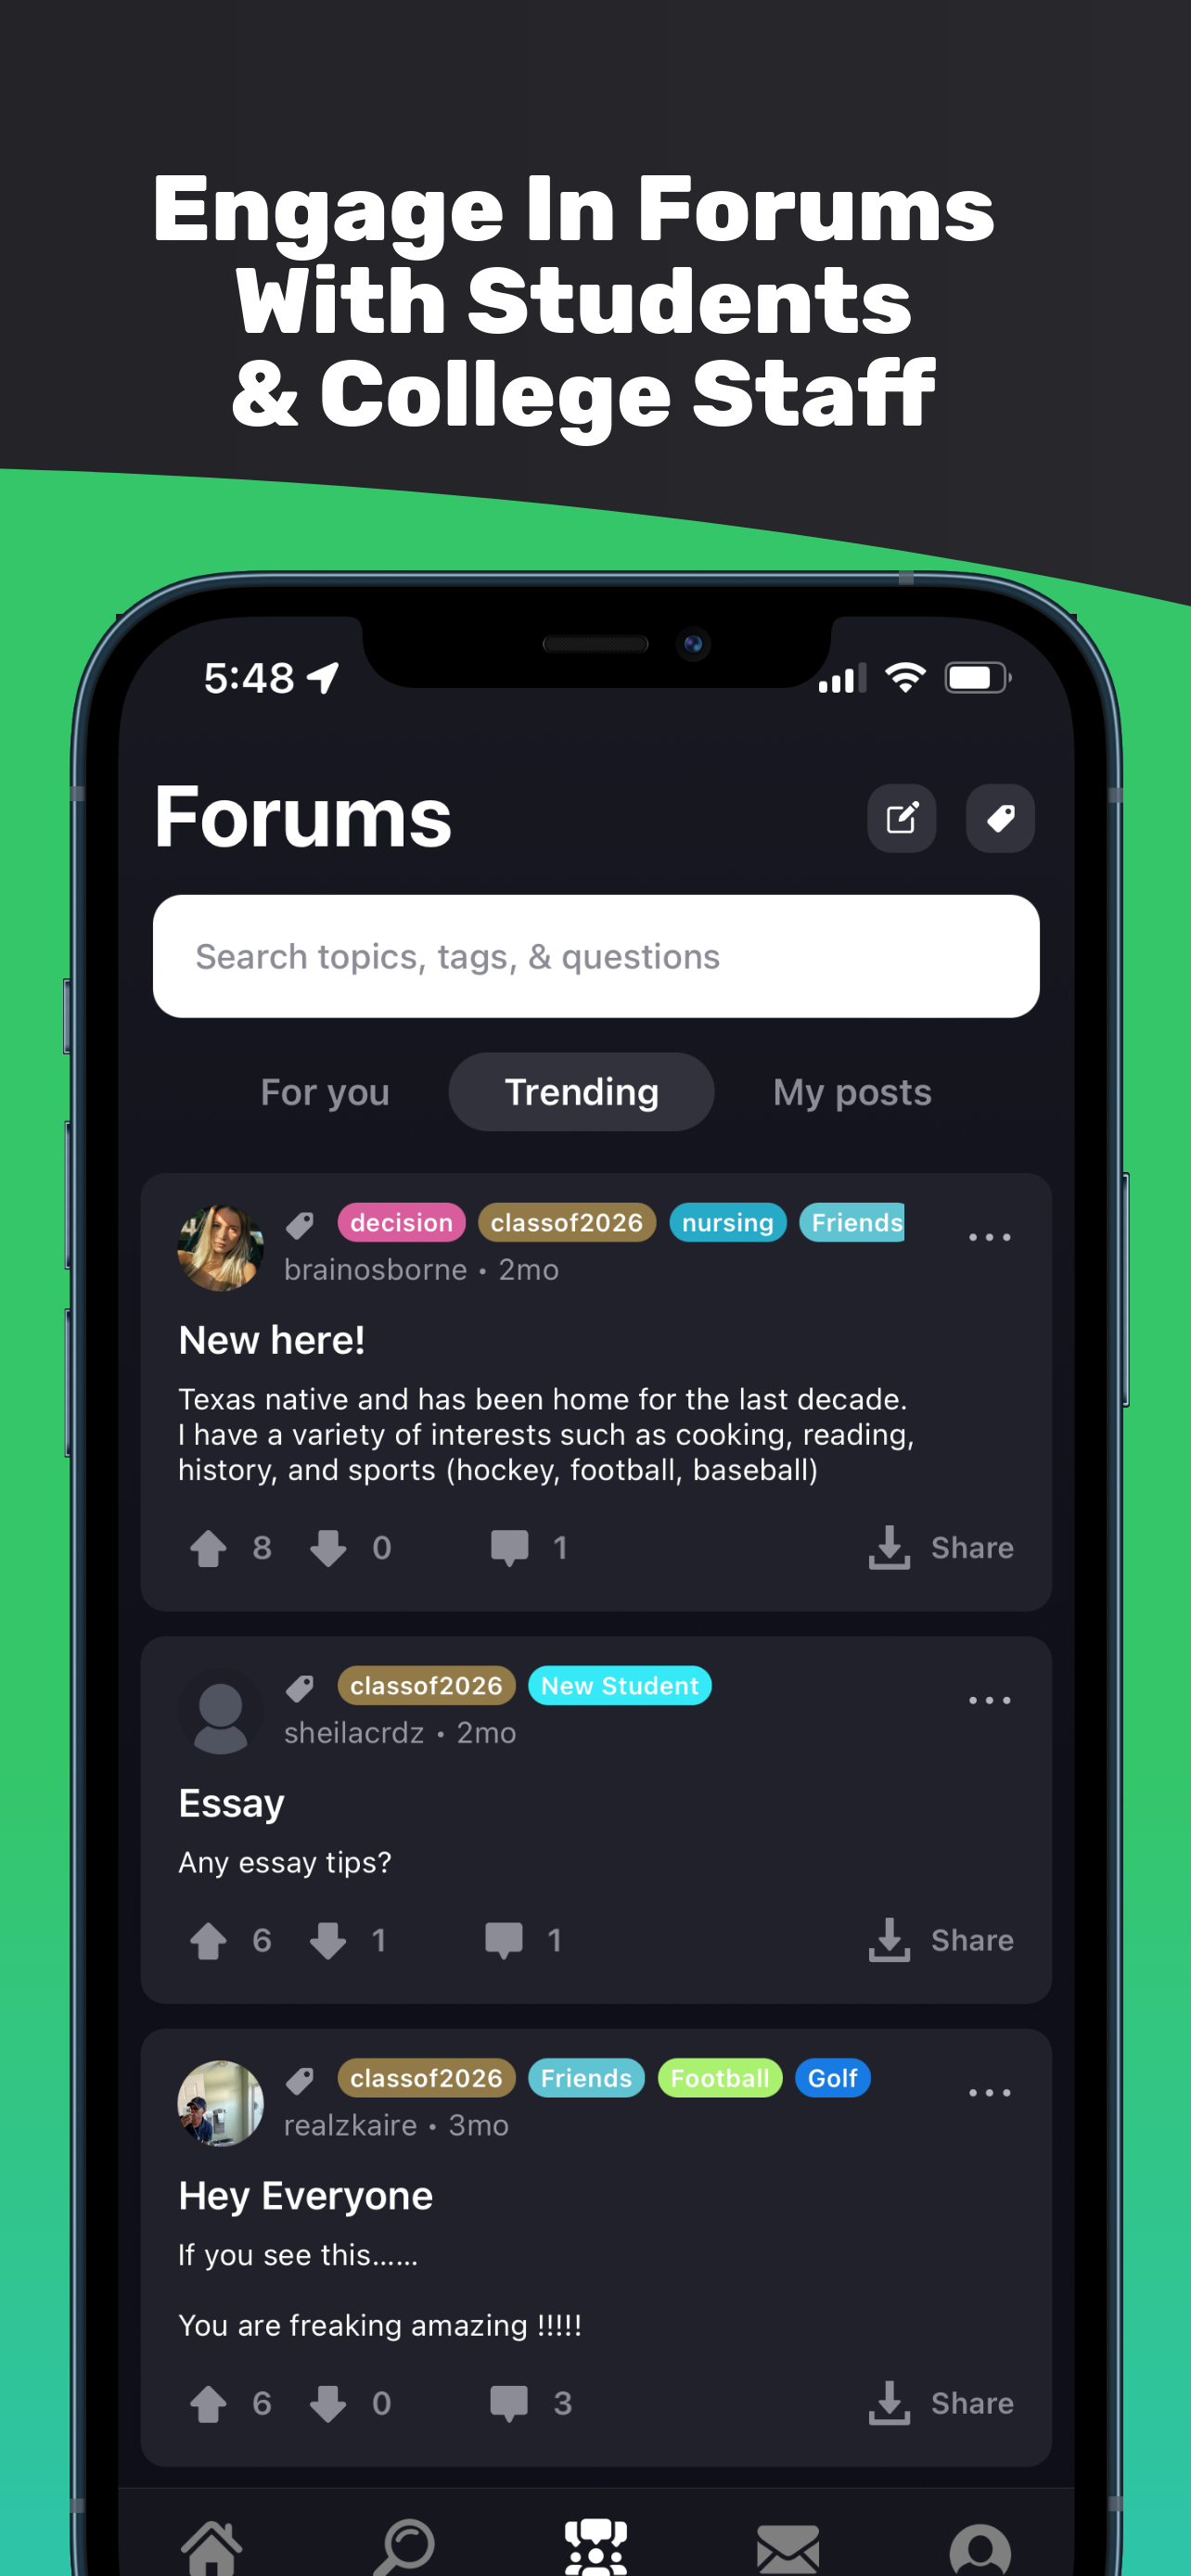 Engage In Forums
With Students
& College Staff
5:48
Forums
Search topics, tags, & questions
For you Trending My posts
decision classof2026 nursing Friends
brainosborne • 2mo
New here!
Texas native and has been home for the last decade.
I have a variety of interests such as cooking, reading,
history, and sports (hockey, football, baseball)
8 0 1 Share
classof2026 New Student
sheilacrdz • 2mo
Essay
Any essay tips?
6 1 1 Share
classof2026 Friends Football Golf
realzkaire • 3mo
Hey Everyone
If you see this......
You are freaking amazing !!!!!
6 0 3 Share